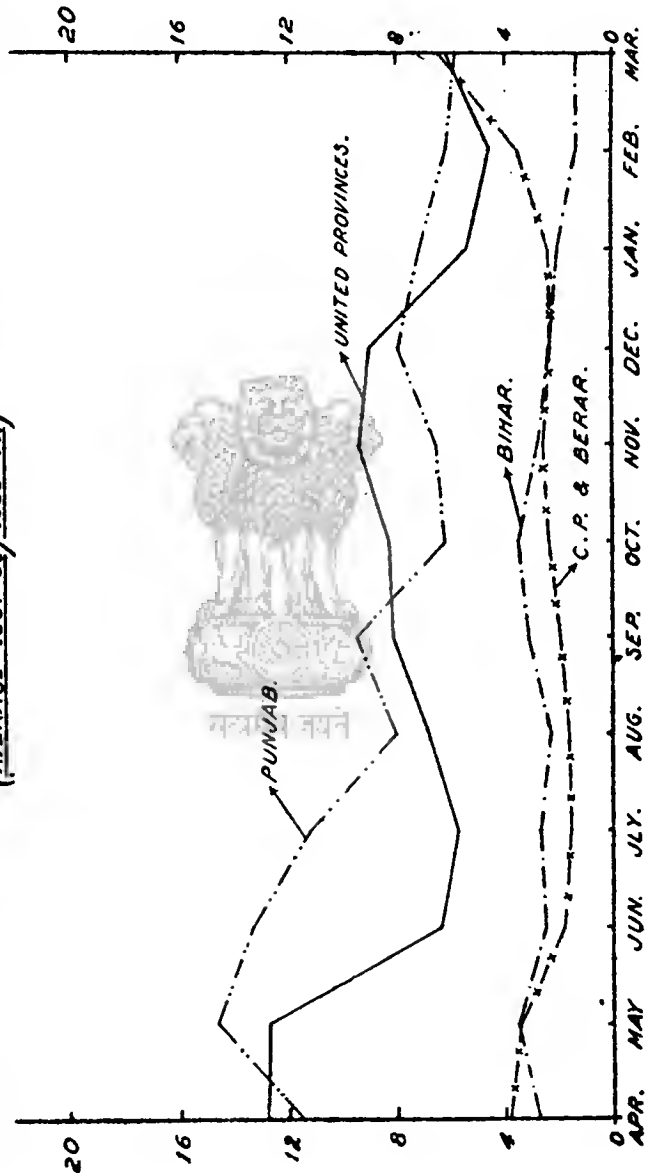 20
16
12
8
4
0
20
16
12
8
4
0
UNITED PROVINCES.
PUNJAB.
BIHAR.
C.P. & BERAR.
APR. MAY JUN. JLY. AUG. SEP. OCT. NOV. DEC. JAN. FEB. MAR.